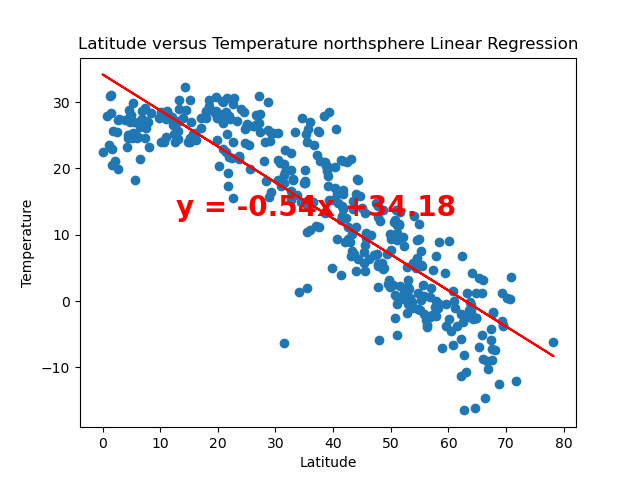 Latitude versus Temperature northsphere Linear Regression
30
20
10
0
−10
Temperature
y = -0.54x +34.18
0 10 20 30 40 50 60 70 80
Latitude